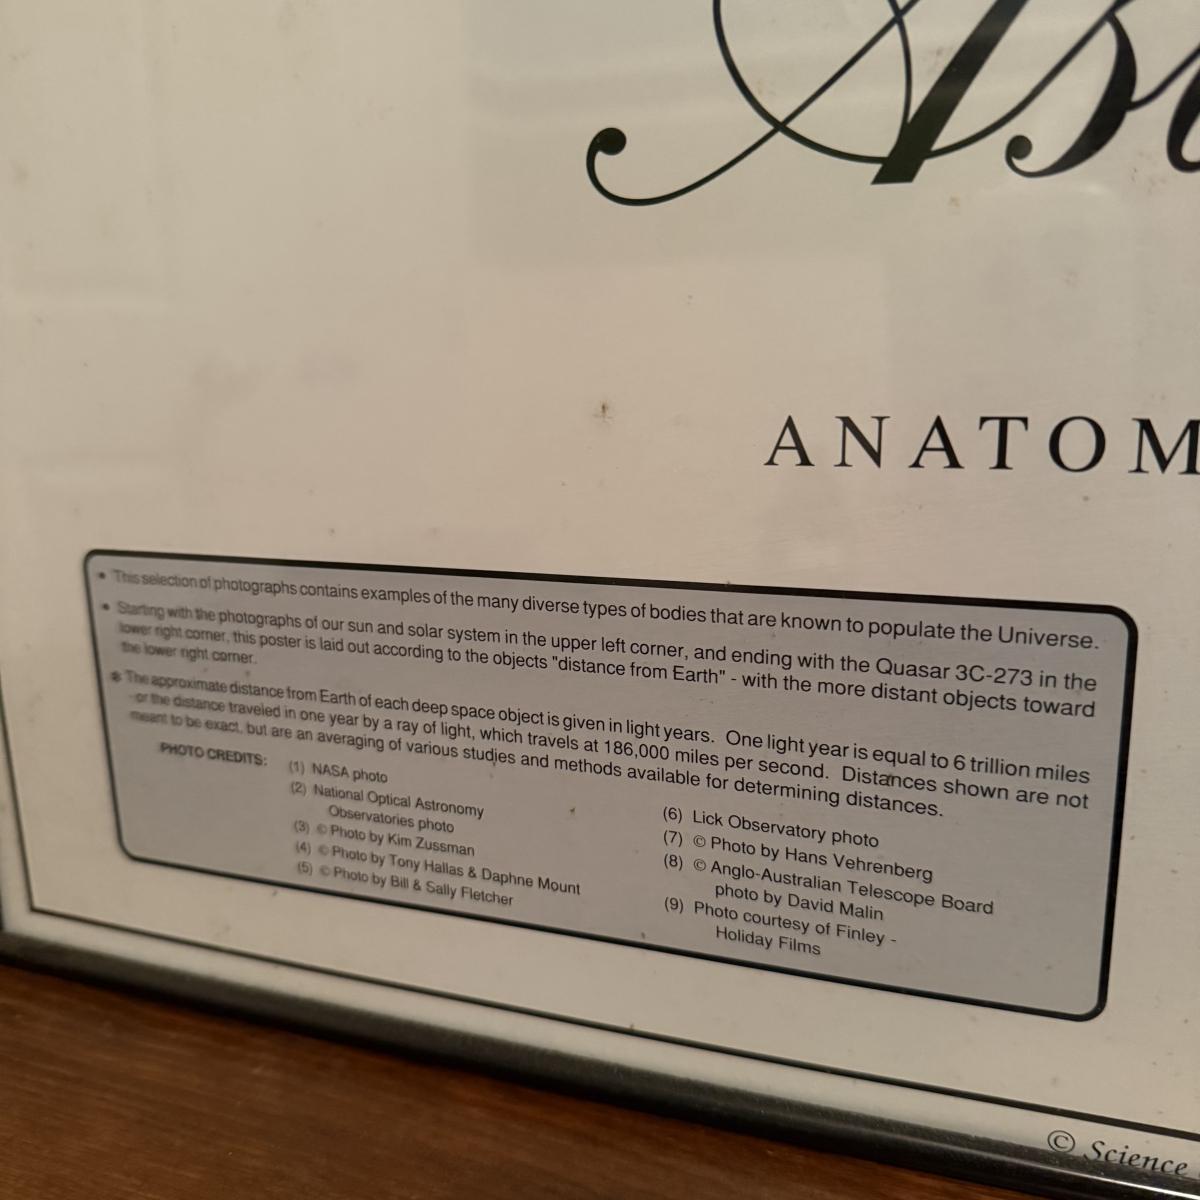 ANATOM
• This selection of photographs contains examples of the many diverse types of bodies that are known to populate the Universe.
• Starting with the photographs of our sun and solar system in the upper left corner, and ending with the Quasar 3C-273 in the
lower right corner, this poster is laid out according to the objects "distance from Earth" - with the more distant objects toward
the lower right corner.
• The approximate distance from Earth of each deep space object is given in light years. One light year is equal to 6 trillion miles
or the distance traveled in one year by a ray of light, which travels at 186,000 miles per second. Distances shown are not
meant to be exact, but are an averaging of various studies and methods available for determining distances.
PHOTO CREDITS:
(1) NASA photo
(2) National Optical Astronomy
Observatories photo
(3) © Photo by Kim Zussman
(4) © Photo by Tony Hallas & Daphne Mount
(5) © Photo by Bill & Sally Fletcher
(6) Lick Observatory photo
(7) © Photo by Hans Vehrenberg
(8) © Anglo-Australian Telescope Board
photo by David Malin
(9) Photo courtesy of Finley -
Holiday Films
© Science